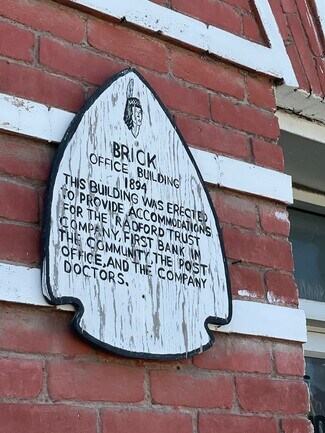 BRICK
OFFICE BUILDING
1894
THIS BUILDING WAS ERECTED
TO PROVIDE ACCOMMODATIONS
FOR THE RADFORD TRUST
COMPANY, FIRST BANK IN
THE COMMUNITY, THE POST
OFFICE, AND THE COMPANY
DOCTORS.